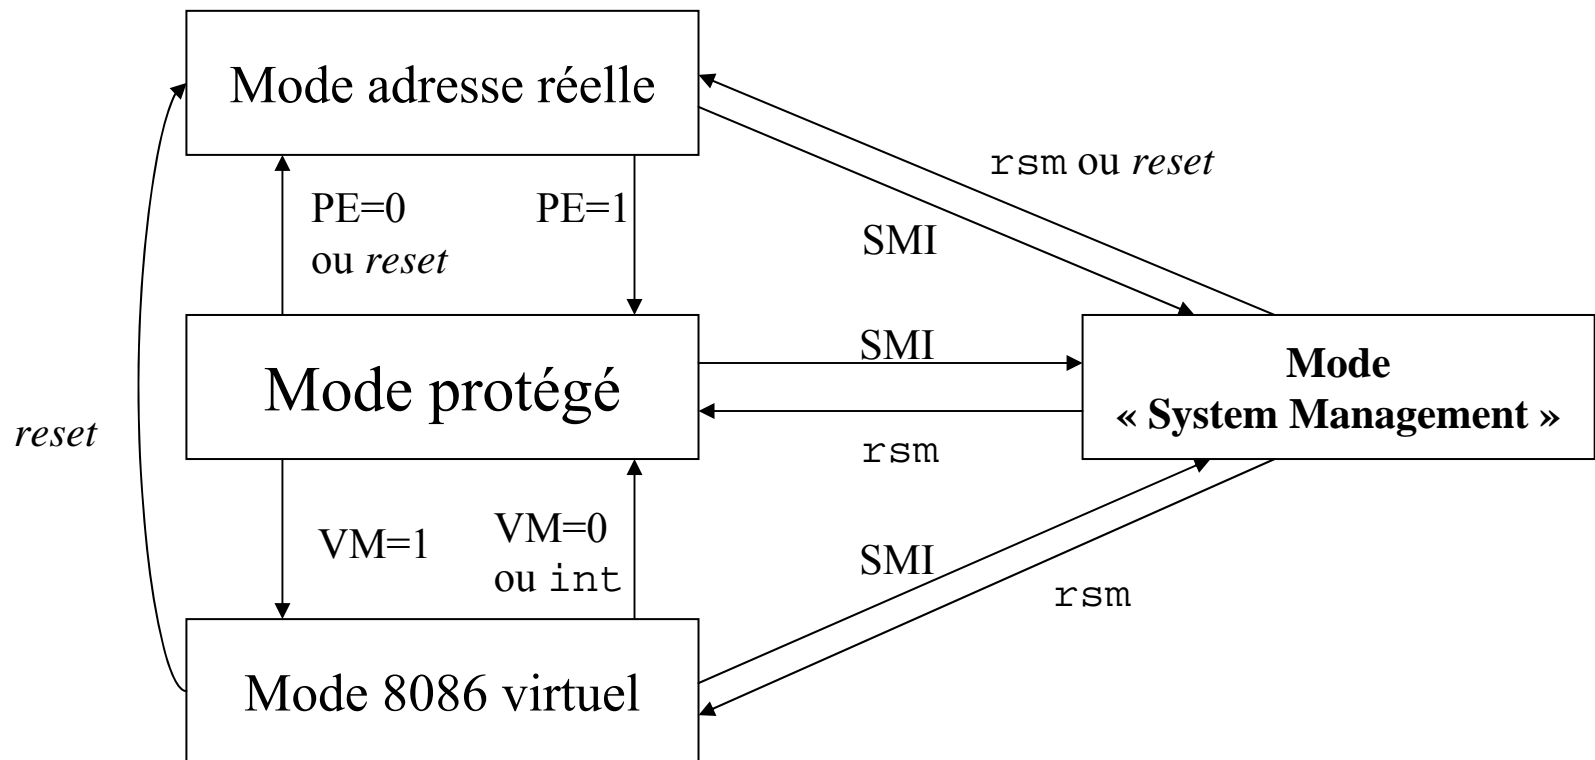 Mode adresse réelle
rsm ou reset
PE=0
ou reset
PE=1
SMI
Mode protégé
SMI
rsm
Mode
« System Management »
reset
VM=1
VM=0
ou int
SMI
rsm
Mode 8086 virtuel